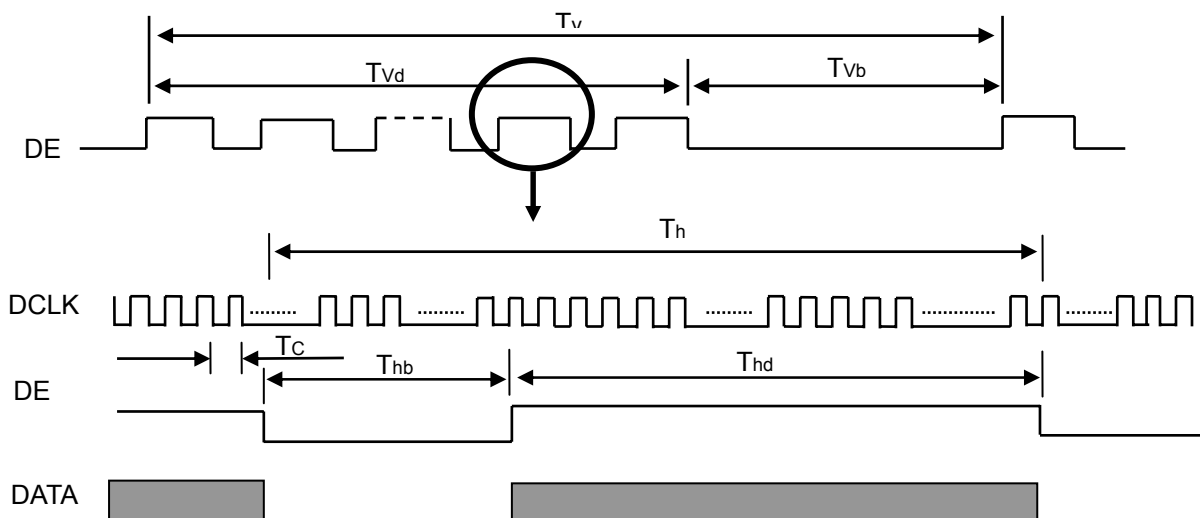 Tv
TVd
TVb
DE
Th
DCLK
TC
Thb
Thd
DE
DATA